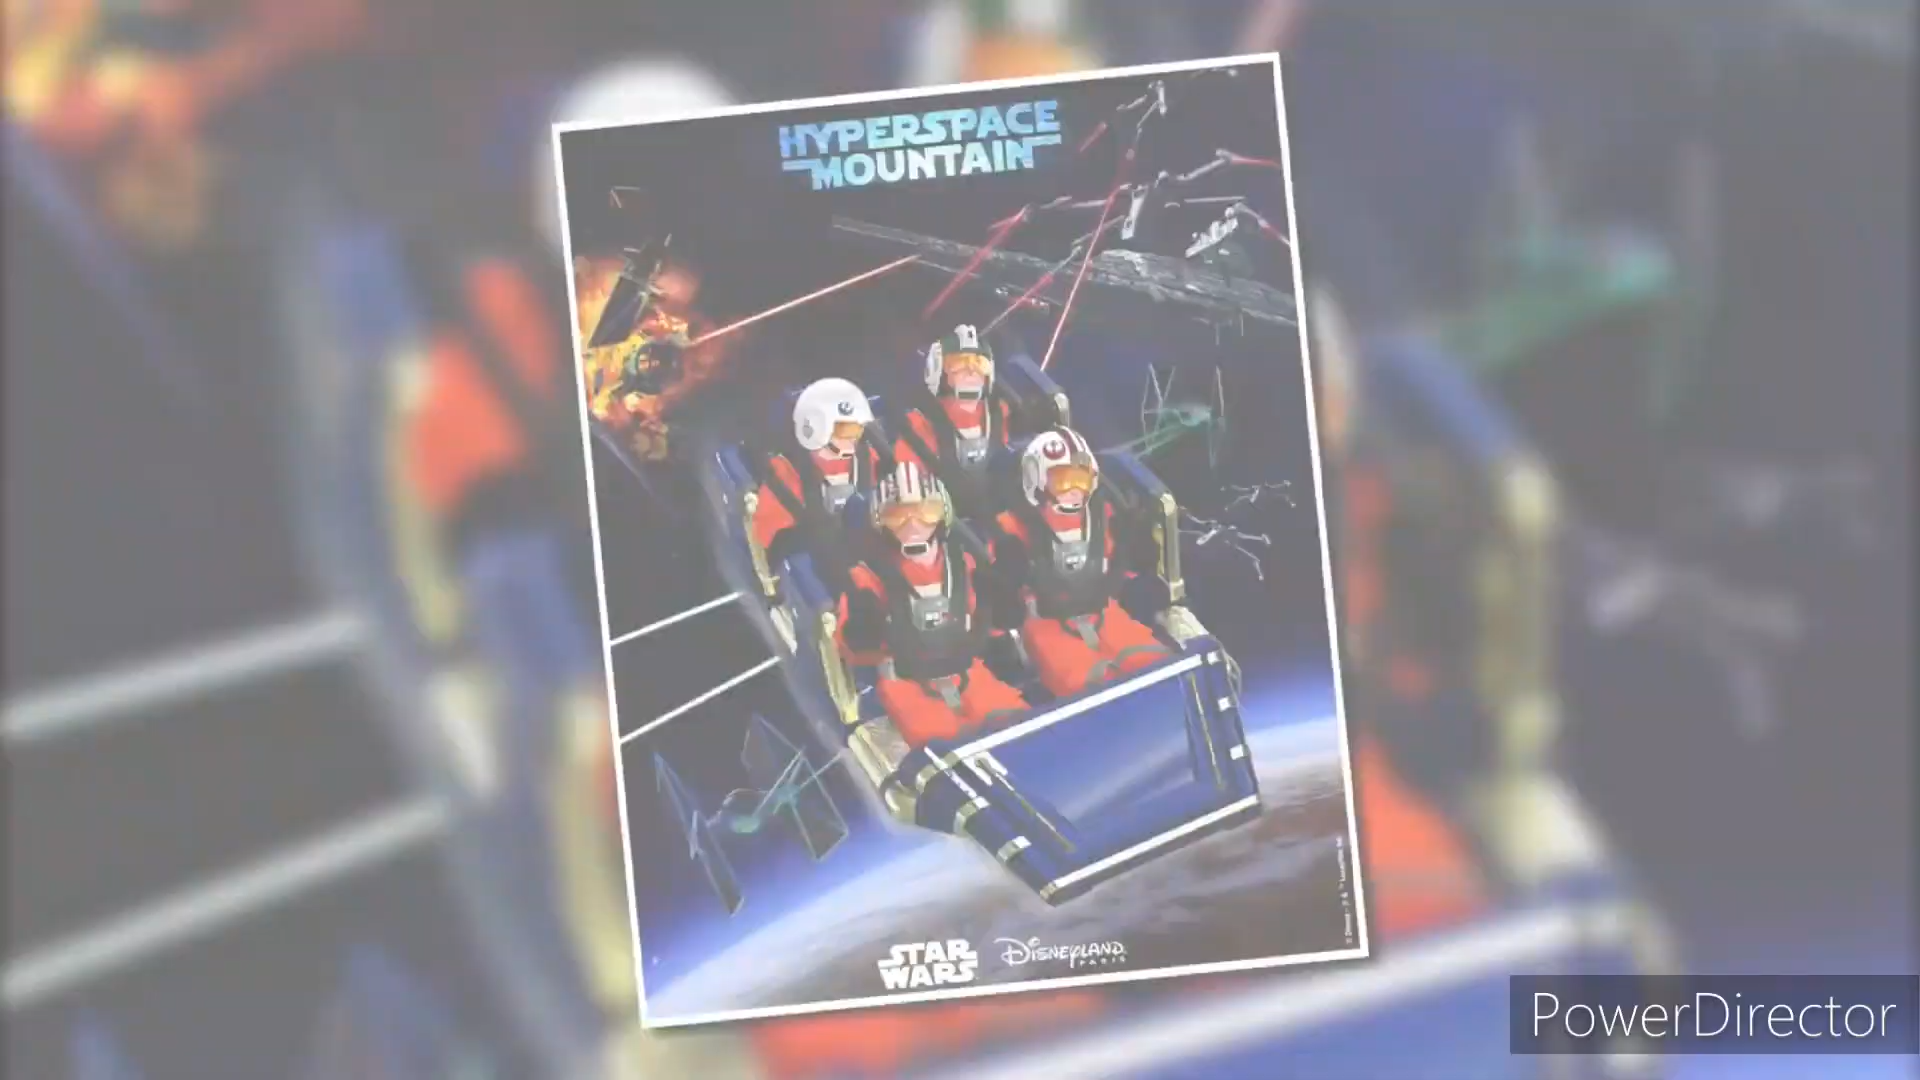 HYPERSPACE
MOUNTAIN
STAR
WARS
DISNEYLAND
PARIS
PowerDirector